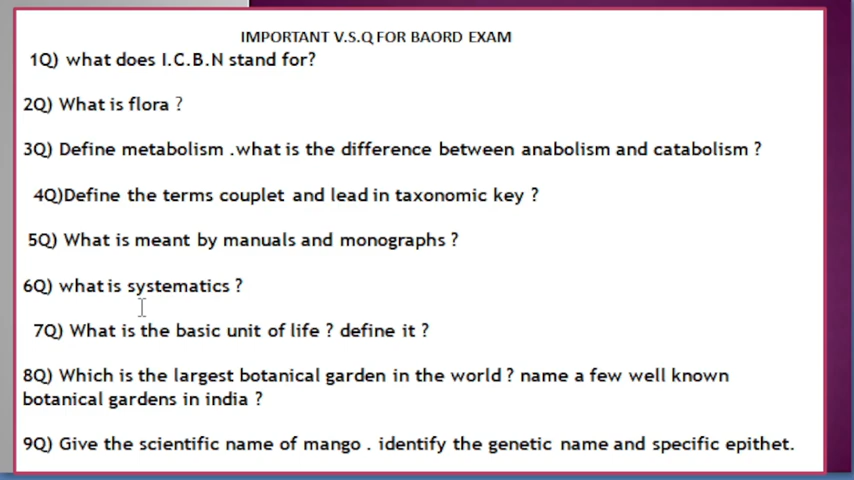 IMPORTANT V.S.Q FOR BAORD EXAM
1Q) what does I.C.B.N stand for?
2Q) What is flora ?
3Q) Define metabolism .what is the difference between anabolism and catabolism ?
4Q)Define the terms couplet and lead in taxonomic key ?
5Q) What is meant by manuals and monographs ?
6Q) what is systematics ?
7Q) What is the basic unit of life ? define it ?
8Q) Which is the largest botanical garden in the world ? name a few well known
botanical gardens in india ?
9Q) Give the scientific name of mango . identify the genetic name and specific epithet.